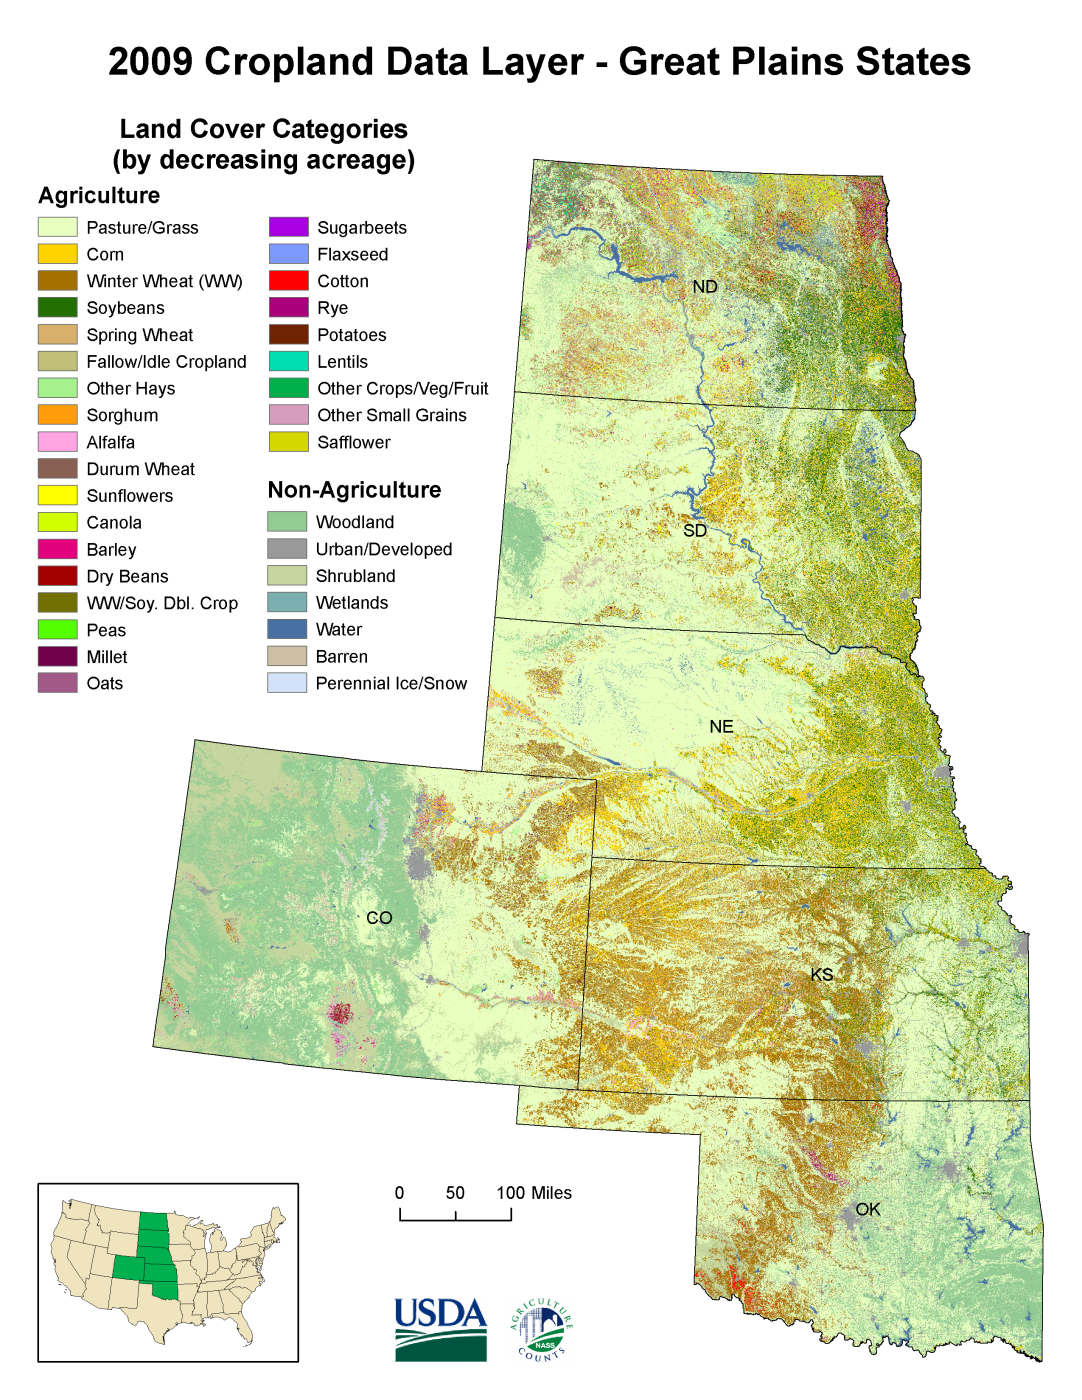 2009 Cropland Data Layer - Great Plains States
Land Cover Categories
(by decreasing acreage)
Agriculture
Pasture/Grass
Corn
Winter Wheat (WW)
Soybeans
Spring Wheat
Fallow/Idle Cropland
Other Hays
Sorghum
Alfalfa
Durum Wheat
Sunflowers
Canola
Barley
Dry Beans
WW/Soy. Dbl. Crop
Peas
Millet
Oats
Sugarbeets
Flaxseed
Cotton
Rye
Potatoes
Lentils
Other Crops/Veg/Fruit
Other Small Grains
Safflower
Non-Agriculture
Woodland
Urban/Developed
Shrubland
Wetlands
Water
Barren
Perennial Ice/Snow
ND
SD
NE
CO
KS
OK
0 50 100 Miles
USDA
AGRICULTURE
NASS
COUNTS